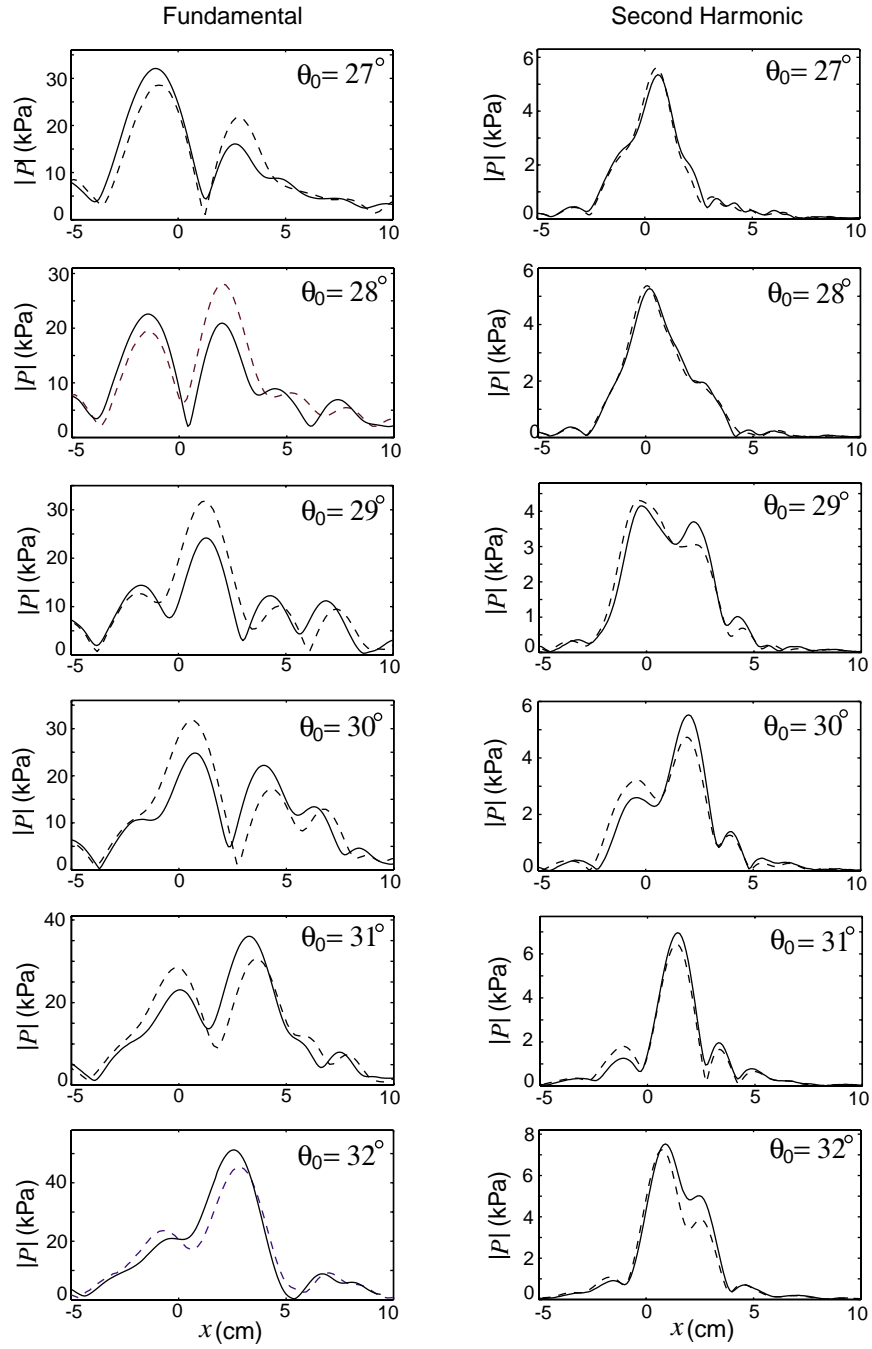 Fundamental
Second Harmonic
|P| (kPa)
30
20
10
0
θ0= 27°
-5 0 5 10
|P| (kPa)
6
4
2
0
θ0= 27°
-5 0 5 10
|P| (kPa)
30
20
10
0
θ0= 28°
-5 0 5 10
|P| (kPa)
6
4
2
0
θ0= 28°
-5 0 5 10
|P| (kPa)
30
20
10
0
θ0= 29°
-5 0 5 10
|P| (kPa)
4
3
2
1
0
θ0= 29°
-5 0 5 10
|P| (kPa)
30
20
10
0
θ0= 30°
-5 0 5 10
|P| (kPa)
6
4
2
0
θ0= 30°
-5 0 5 10
|P| (kPa)
40
20
0
θ0= 31°
-5 0 5 10
|P| (kPa)
6
4
2
0
θ0= 31°
-5 0 5 10
|P| (kPa)
40
20
0
θ0= 32°
-5 0 5 10
x (cm)
|P| (kPa)
8
6
4
2
0
θ0= 32°
-5 0 5 10
x (cm)